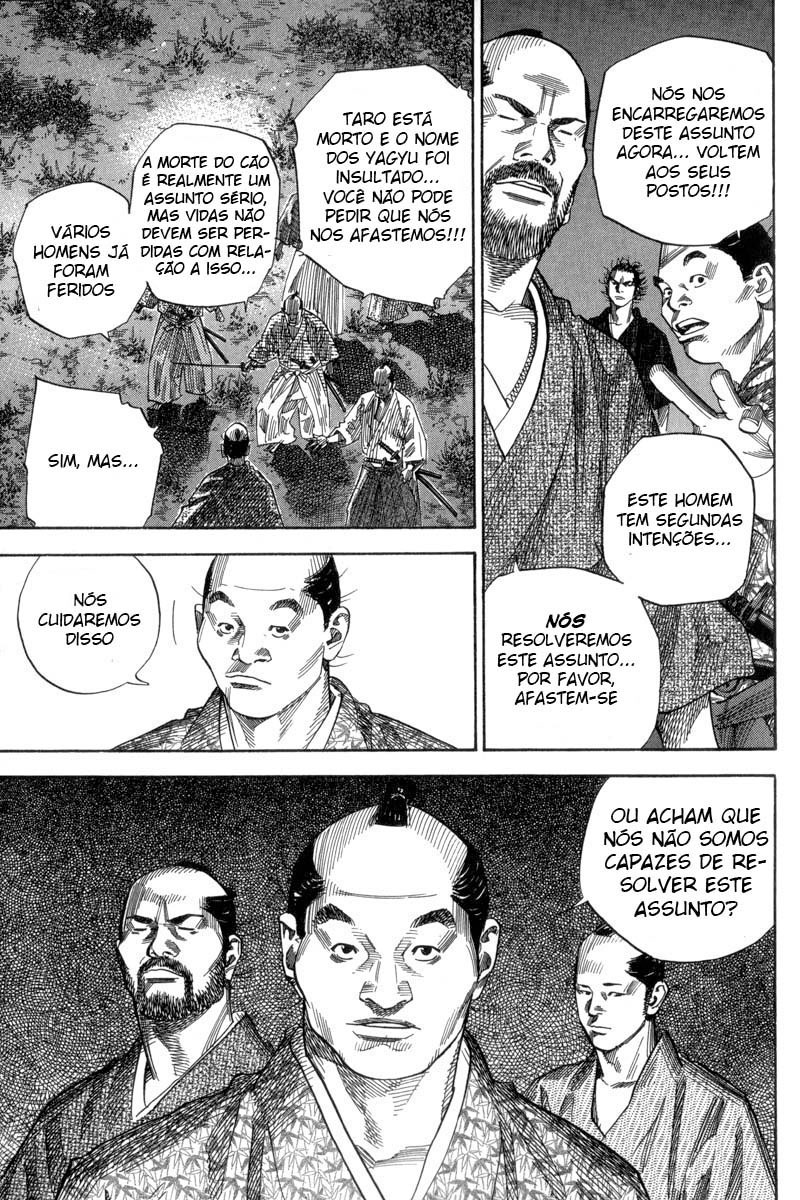 NÓS NOS
ENCARREGAREMOS
DESTE ASSUNTO
AGORA... VOLTEM
AOS SEUS
POSTOS!!!
ESTE HOMEM
TEM SEGUNDAS
INTENÇÕES...
NÓS
RESOLVEREMOS
ESTE ASSUNTO...
POR FAVOR,
AFASTEM-SE
TARO ESTÁ
MORTO E O NOME
DOS YAGYU FOI
INSULTADO...
VOCÊ NÃO PODE
PEDIR QUE NÓS
NOS AFASTEMOS!!!
A MORTE DO CÃO
É REALMENTE UM
ASSUNTO SÉRIO,
MAS VIDAS NÃO
DEVEM SER PER-
DIDAS COM RELA-
ÇÃO A ISSO...
VÁRIOS
HOMENS JÁ
FORAM
FERIDOS
SIM, MAS...
NÓS
CUIDAREMOS
DISSO
OU ACHAM QUE
NÓS NÃO SOMOS
CAPAZES DE RE-
SOLVER ESTE
ASSUNTO?